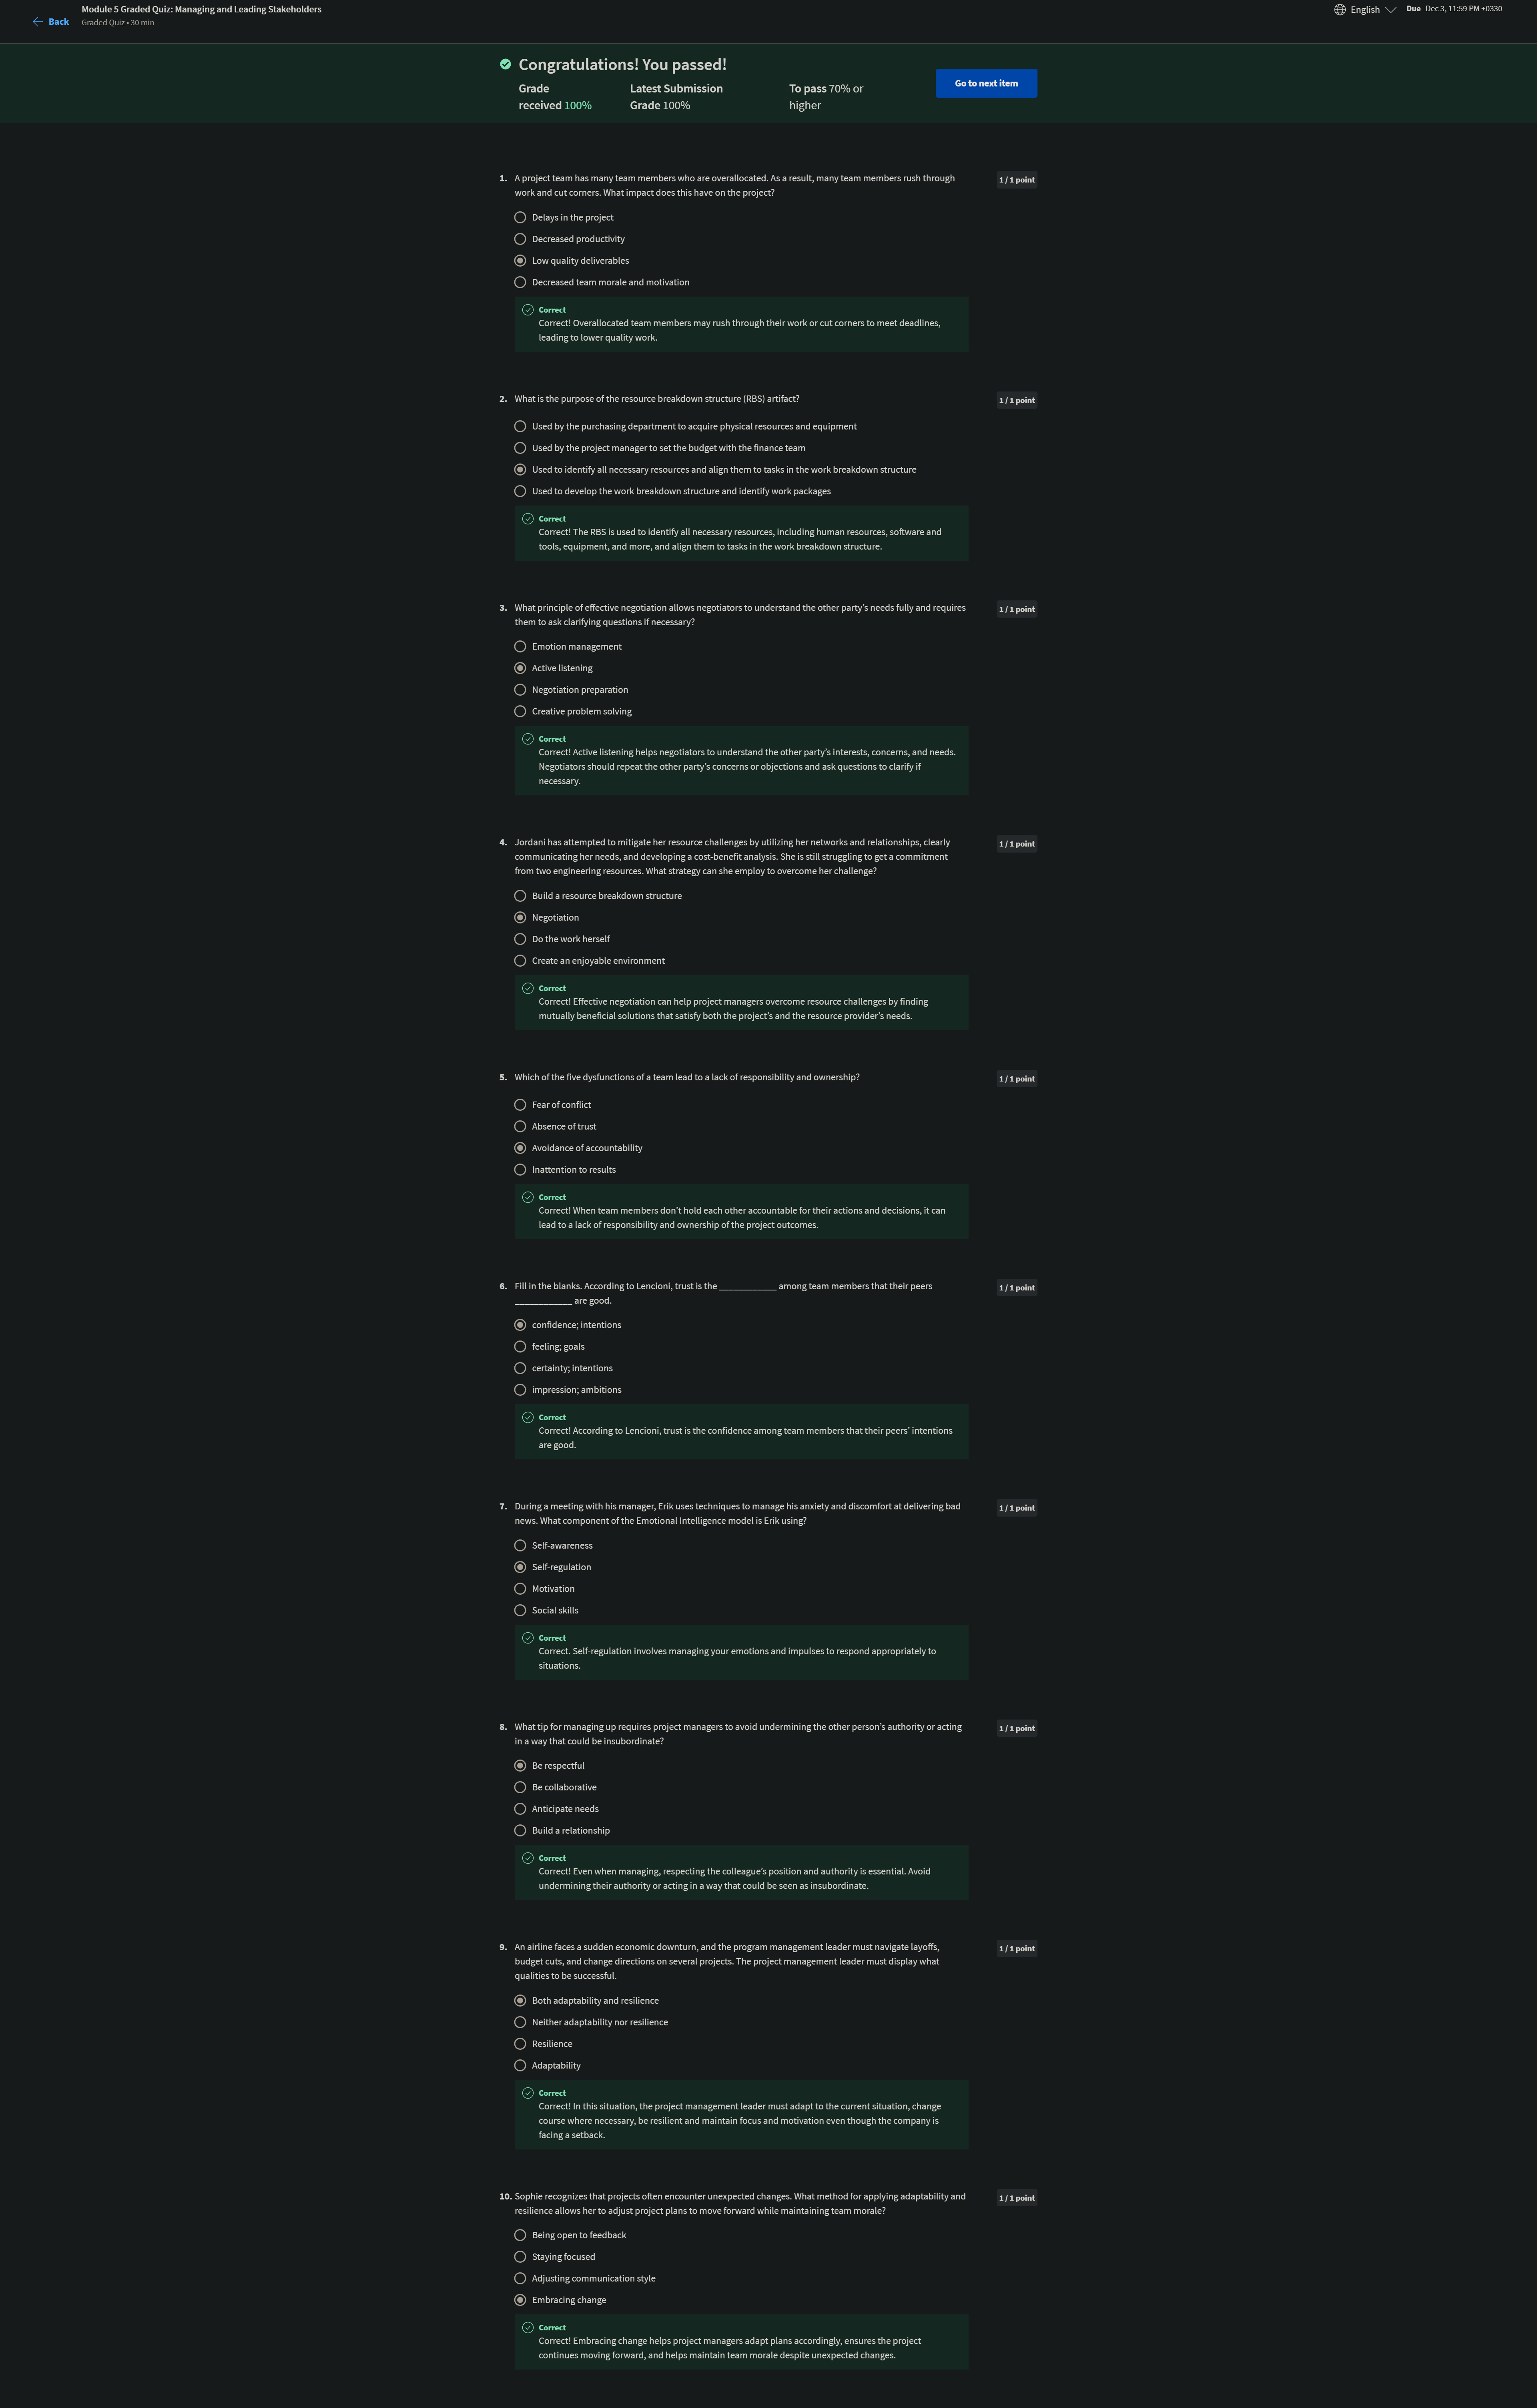 Back
Module 5 Graded Quiz: Managing and Leading Stakeholders
Graded Quiz • 30 min
English
Due Dec 3, 11:59 PM +0330
Congratulations! You passed!
Grade received 100%
Latest Submission Grade 100%
To pass 70% or higher
Go to next item
1. A project team has many team members who are overallocated. As a result, many team members rush through
work and cut corners. What impact does this have on the project?
1 / 1 point
Delays in the project
Decreased productivity
Low quality deliverables
Decreased team morale and motivation
Correct
Correct! Overallocated team members may rush through their work or cut corners to meet deadlines,
leading to lower quality work.
2. What is the purpose of the resource breakdown structure (RBS) artifact?
1 / 1 point
Used by the purchasing department to acquire physical resources and equipment
Used by the project manager to set the budget with the finance team
Used to identify all necessary resources and align them to tasks in the work breakdown structure
Used to develop the work breakdown structure and identify work packages
Correct
Correct! The RBS is used to identify all necessary resources, including human resources, software and
tools, equipment, and more, and align them to tasks in the work breakdown structure.
3. What principle of effective negotiation allows negotiators to understand the other party's needs fully and requires
them to ask clarifying questions if necessary?
1 / 1 point
Emotion management
Active listening
Negotiation preparation
Creative problem solving
Correct
Correct! Active listening helps negotiators to understand the other party's interests, concerns, and needs.
Negotiators should repeat the other party's concerns or objections and ask questions to clarify if
necessary.
4. Jordani has attempted to mitigate her resource challenges by utilizing her networks and relationships, clearly
communicating her needs, and developing a cost-benefit analysis. She is still struggling to get a commitment
from two engineering resources. What strategy can she employ to overcome her challenge?
1 / 1 point
Build a resource breakdown structure
Negotiation
Do the work herself
Create an enjoyable environment
Correct
Correct! Effective negotiation can help project managers overcome resource challenges by finding
mutually beneficial solutions that satisfy both the project's and the resource provider's needs.
5. Which of the five dysfunctions of a team lead to a lack of responsibility and ownership?
1 / 1 point
Fear of conflict
Absence of trust
Avoidance of accountability
Inattention to results
Correct
Correct! When team members don't hold each other accountable for their actions and decisions, it can
lead to a lack of responsibility and ownership of the project outcomes.
6. Fill in the blanks. According to Lencioni, trust is the ____________ among team members that their peers
____________ are good.
1 / 1 point
confidence; intentions
feeling; goals
certainty; intentions
impression; ambitions
Correct
Correct! According to Lencioni, trust is the confidence among team members that their peers' intentions
are good.
7. During a meeting with his manager, Erik uses techniques to manage his anxiety and discomfort at delivering bad
news. What component of the Emotional Intelligence model is Erik using?
1 / 1 point
Self-awareness
Self-regulation
Motivation
Social skills
Correct
Correct. Self-regulation involves managing your emotions and impulses to respond appropriately to
situations.
8. What tip for managing up requires project managers to avoid undermining the other person's authority or acting
in a way that could be insubordinate?
1 / 1 point
Be respectful
Be collaborative
Anticipate needs
Build a relationship
Correct
Correct! Even when managing, respecting the colleague's position and authority is essential. Avoid
undermining their authority or acting in a way that could be seen as insubordinate.
9. An airline faces a sudden economic downturn, and the program management leader must navigate layoffs,
budget cuts, and change directions on several projects. The project management leader must display what
qualities to be successful.
1 / 1 point
Both adaptability and resilience
Neither adaptability nor resilience
Resilience
Adaptability
Correct
Correct! In this situation, the project management leader must adapt to the current situation, change
course where necessary, be resilient and maintain focus and motivation even though the company is
facing a setback.
10. Sophie recognizes that projects often encounter unexpected changes. What method for applying adaptability and
resilience allows her to adjust project plans to move forward while maintaining team morale?
1 / 1 point
Being open to feedback
Staying focused
Adjusting communication style
Embracing change
Correct
Correct! Embracing change helps project managers adapt plans accordingly, ensures the project
continues moving forward, and helps maintain team morale despite unexpected changes.